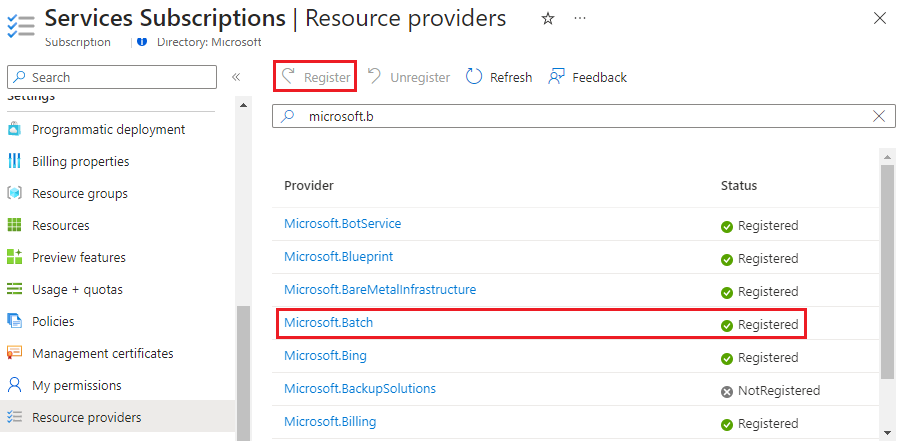 Services Subscriptions | Resource providers
Subscription Directory: Microsoft
Search
Register Unregister Refresh Feedback
Settings
microsoft.b
Programmatic deployment
Billing properties
Resource groups
Resources
Preview features
Usage + quotas
Policies
Management certificates
My permissions
Resource providers
Provider Status
Microsoft.BotService Registered
Microsoft.Blueprint Registered
Microsoft.BareMetalInfrastructure Registered
Microsoft.Batch Registered
Microsoft.Bing Registered
Microsoft.BackupSolutions NotRegistered
Microsoft.Billing Registered